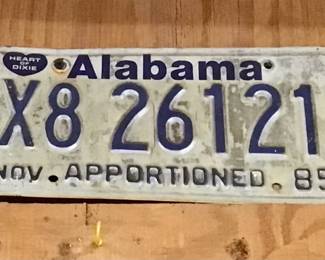 HEART
OF
DIXIE
Alabama
X8 26121
NOV APPORTIONED 85